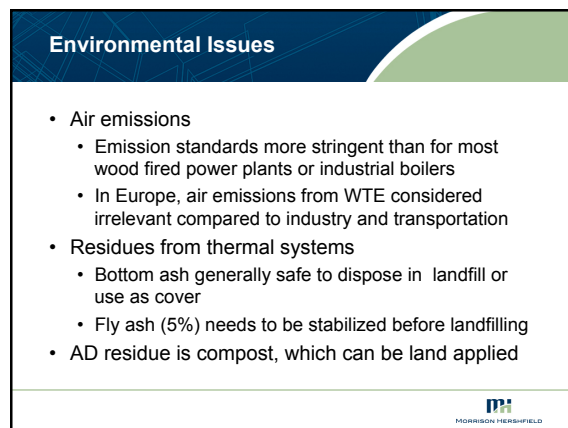 Environmental Issues
• Air emissions
• Emission standards more stringent than for most
wood fired power plants or industrial boilers
• In Europe, air emissions from WTE considered
irrelevant compared to industry and transportation
• Residues from thermal systems
• Bottom ash generally safe to dispose in landfill or
use as cover
• Fly ash (5%) needs to be stabilized before landfilling
• AD residue is compost, which can be land applied
MORRISON HERSHFIELD